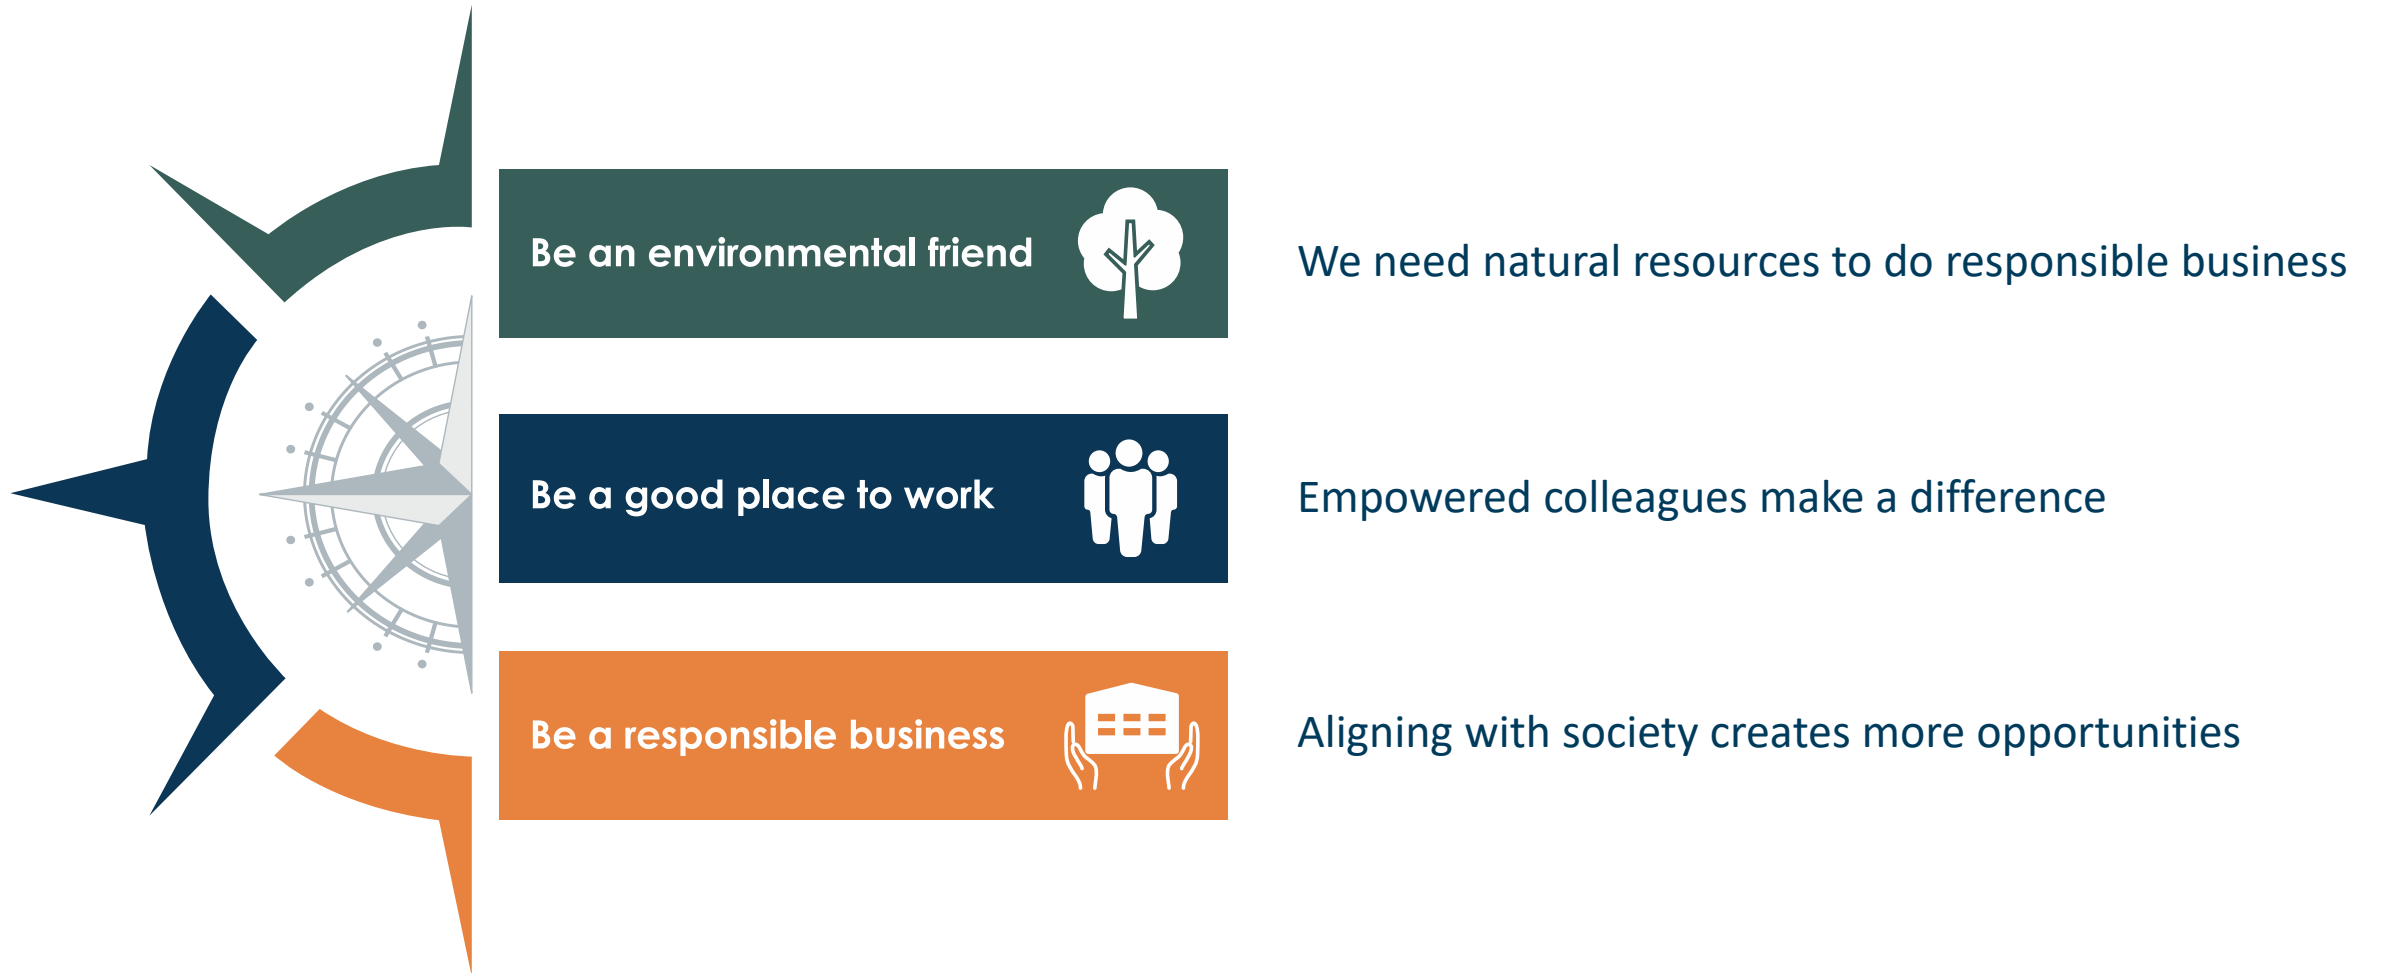 Be an environmental friend
We need natural resources to do responsible business
Be a good place to work
Empowered colleagues make a difference
Be a responsible business
Aligning with society creates more opportunities